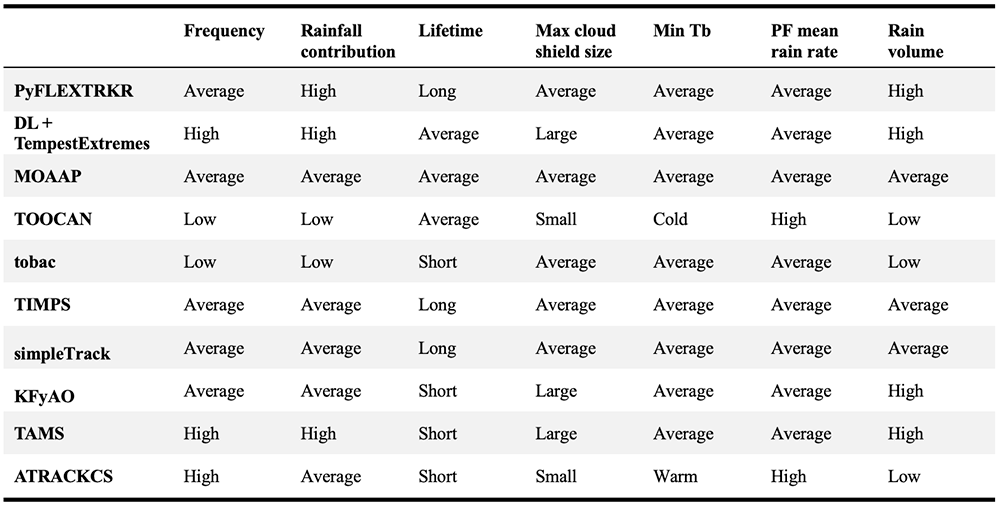 Frequency Rainfall contribution Lifetime Max cloud shield size Min Tb PF mean rain rate Rain volume
PyFLEXTRKR Average High Long Average Average Average High
DL + TempestExtremes High High Average Large Average Average High
MOAAP Average Average Average Average Average Average Average
TOOCAN Low Low Average Small Cold High Low
tobac Low Low Short Average Average Average Low
TIMPS Average Average Long Average Average Average Average
simpleTrack Average Average Long Average Average Average Average
KFyAO Average Average Short Large Average Average High
TAMS High High Short Large Average Average High
ATRACKCS High Average Short Small Warm High Low